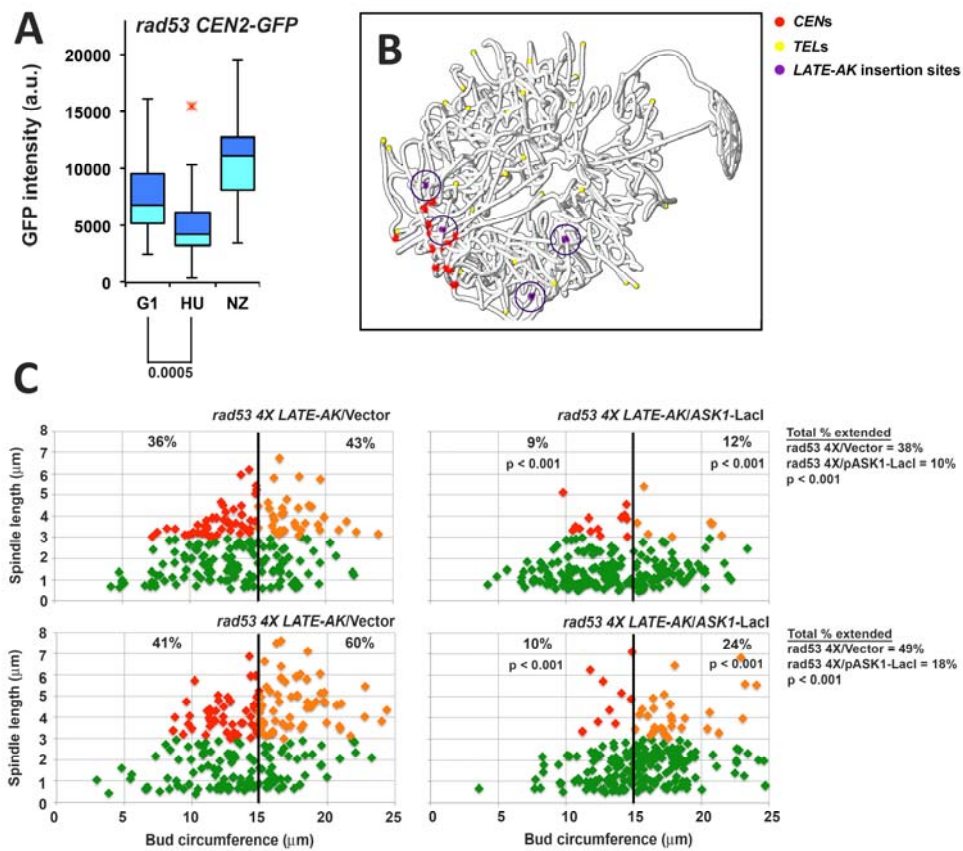 A
rad53 CEN2-GFP
GFP intensity (a.u.)
20000
15000
10000
5000
0
G1 HU NZ
0.0005
B
CENs
TELs
LATE-AK insertion sites
C
rad53 4X LATE-AK/Vector
36% 43%
Spindle length (μm)
8
7
6
5
4
3
2
1
0
rad53 4X LATE-AK/ASK1-LacI
9% 12%
p < 0.001 p < 0.001
Total % extended
rad53 4X/Vector = 38%
rad53 4X/pASK1-LacI = 10%
p < 0.001
rad53 4X LATE-AK/Vector
41% 60%
Spindle length (μm)
8
7
6
5
4
3
2
1
0
0 5 10 15 20 25
Bud circumference (μm)
rad53 4X LATE-AK/ASK1-LacI
10% 24%
p < 0.001 p < 0.001
0 5 10 15 20 25
Bud circumference (μm)
Total % extended
rad53 4X/Vector = 49%
rad53 4X/pASK1-LacI = 18%
p < 0.001